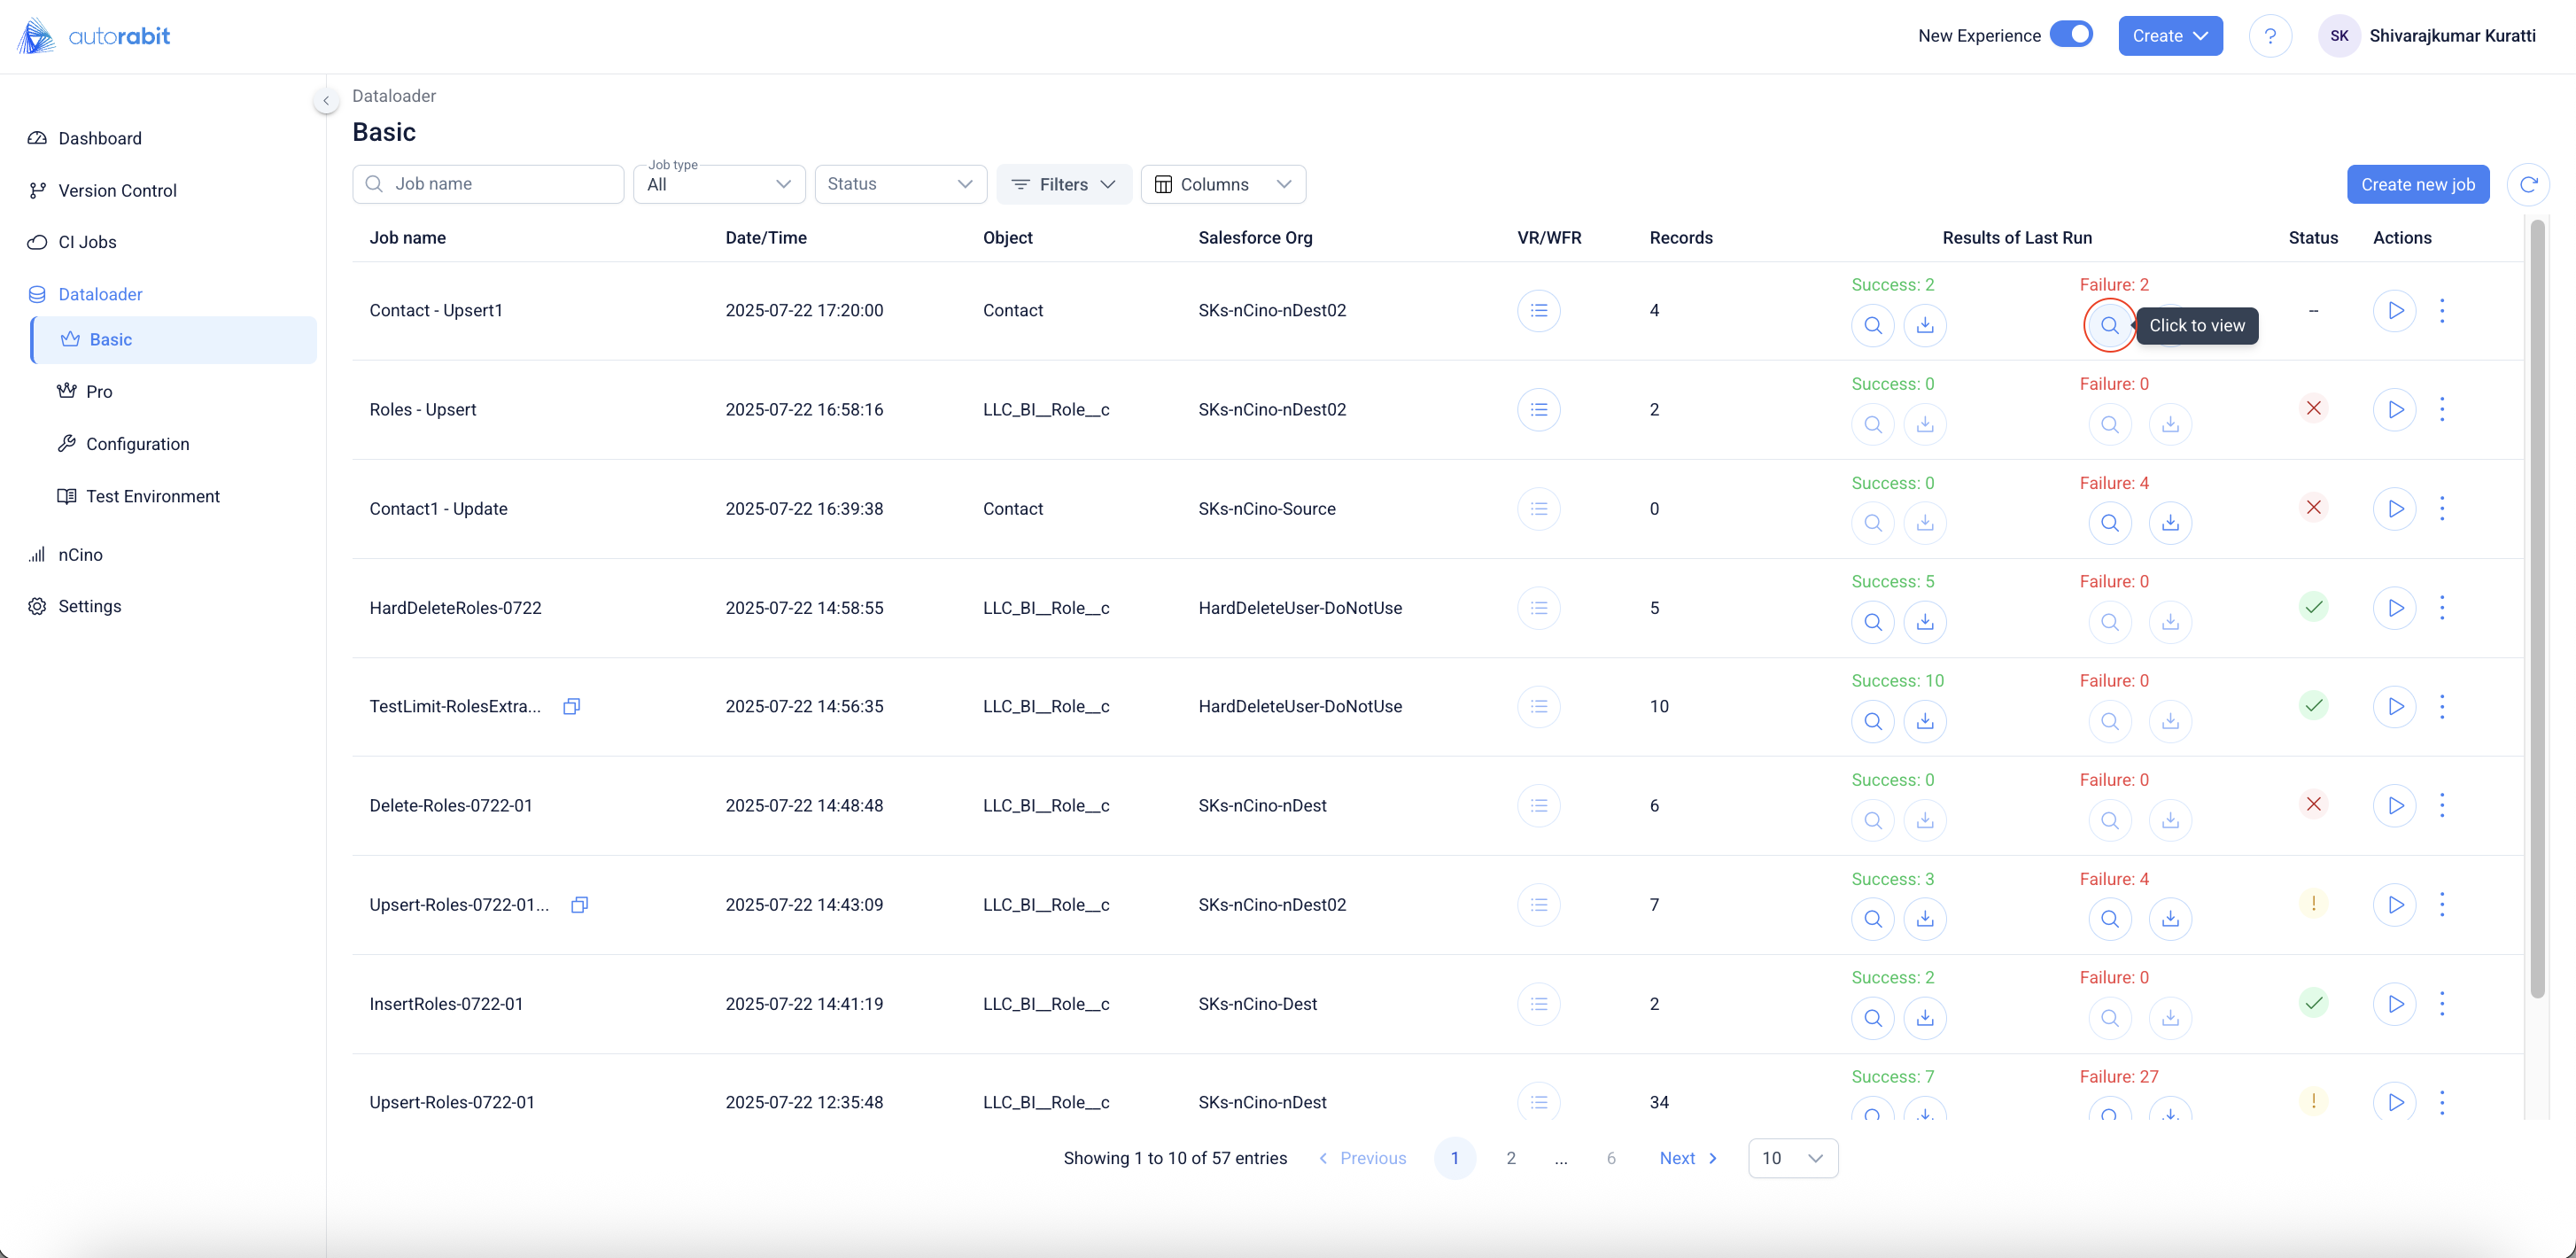 autorabit
New Experience Create ? SK Shivarajkumar Kuratti
Dashboard
Version Control
CI Jobs
Dataloader
Basic
Pro
Configuration
Test Environment
nCino
Settings
Dataloader
Basic
Job name Job type All Status Filters Columns Create new job
Job name Date/Time Object Salesforce Org VR/WFR Records Results of Last Run Status Actions
Success: 2 Failure: 2
Contact - Upsert1 2025-07-22 17:20:00 Contact SKs-nCino-nDest02 4 Click to view --
Success: 0 Failure: 0
Roles - Upsert 2025-07-22 16:58:16 LLC_BI__Role__c SKs-nCino-nDest02 2
Success: 0 Failure: 4
Contact1 - Update 2025-07-22 16:39:38 Contact SKs-nCino-Source 0
Success: 5 Failure: 0
HardDeleteRoles-0722 2025-07-22 14:58:55 LLC_BI__Role__c HardDeleteUser-DoNotUse 5
Success: 10 Failure: 0
TestLimit-RolesExtra... 2025-07-22 14:56:35 LLC_BI__Role__c HardDeleteUser-DoNotUse 10
Success: 0 Failure: 0
Delete-Roles-0722-01 2025-07-22 14:48:48 LLC_BI__Role__c SKs-nCino-nDest 6
Success: 3 Failure: 4
Upsert-Roles-0722-01... 2025-07-22 14:43:09 LLC_BI__Role__c SKs-nCino-nDest02 7 !
Success: 2 Failure: 0
InsertRoles-0722-01 2025-07-22 14:41:19 LLC_BI__Role__c SKs-nCino-Dest 2
Success: 7 Failure: 27
Upsert-Roles-0722-01 2025-07-22 12:35:48 LLC_BI__Role__c SKs-nCino-nDest 34 !
Showing 1 to 10 of 57 entries Previous 1 2 ... 6 Next 10